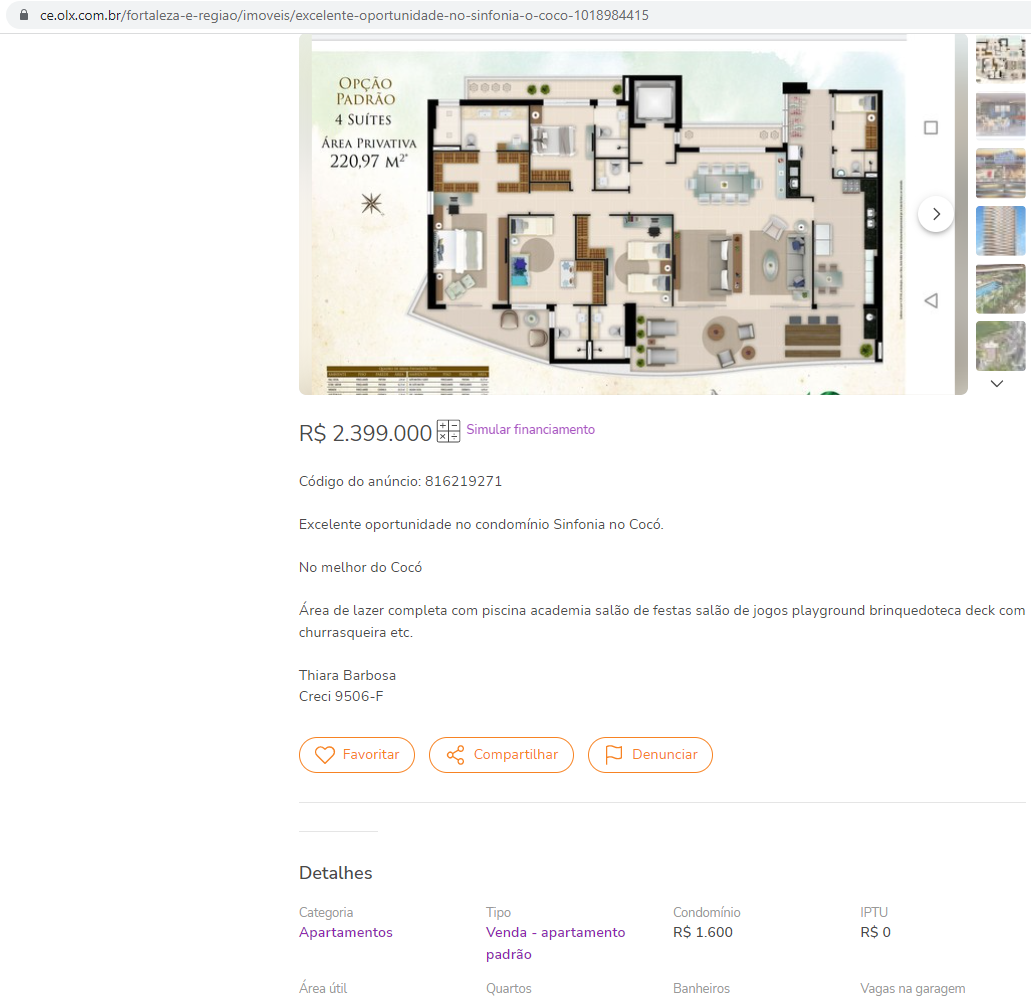 ce.olx.com.br/fortaleza-e-regiao/imoveis/excelente-oportunidade-no-sinfonia-o-coco-1018984415
OPÇÃO
PADRÃO
4 SUÍTES
ÁREA PRIVATIVA
220,97 M²*
R$ 2.399.000 Simular financiamento
Código do anúncio: 816219271
Excelente oportunidade no condomínio Sinfonia no Cocó.
No melhor do Cocó
Área de lazer completa com piscina academia salão de festas salão de jogos playground brinquedoteca deck com
churrasqueira etc.
Thiara Barbosa
Creci 9506-F
Favoritar Compartilhar Denunciar
Detalhes
Categoria Tipo Condomínio IPTU
Apartamentos Venda - apartamento R$ 1.600 R$ 0
padrão
Área útil Quartos Banheiros Vagas na garagem